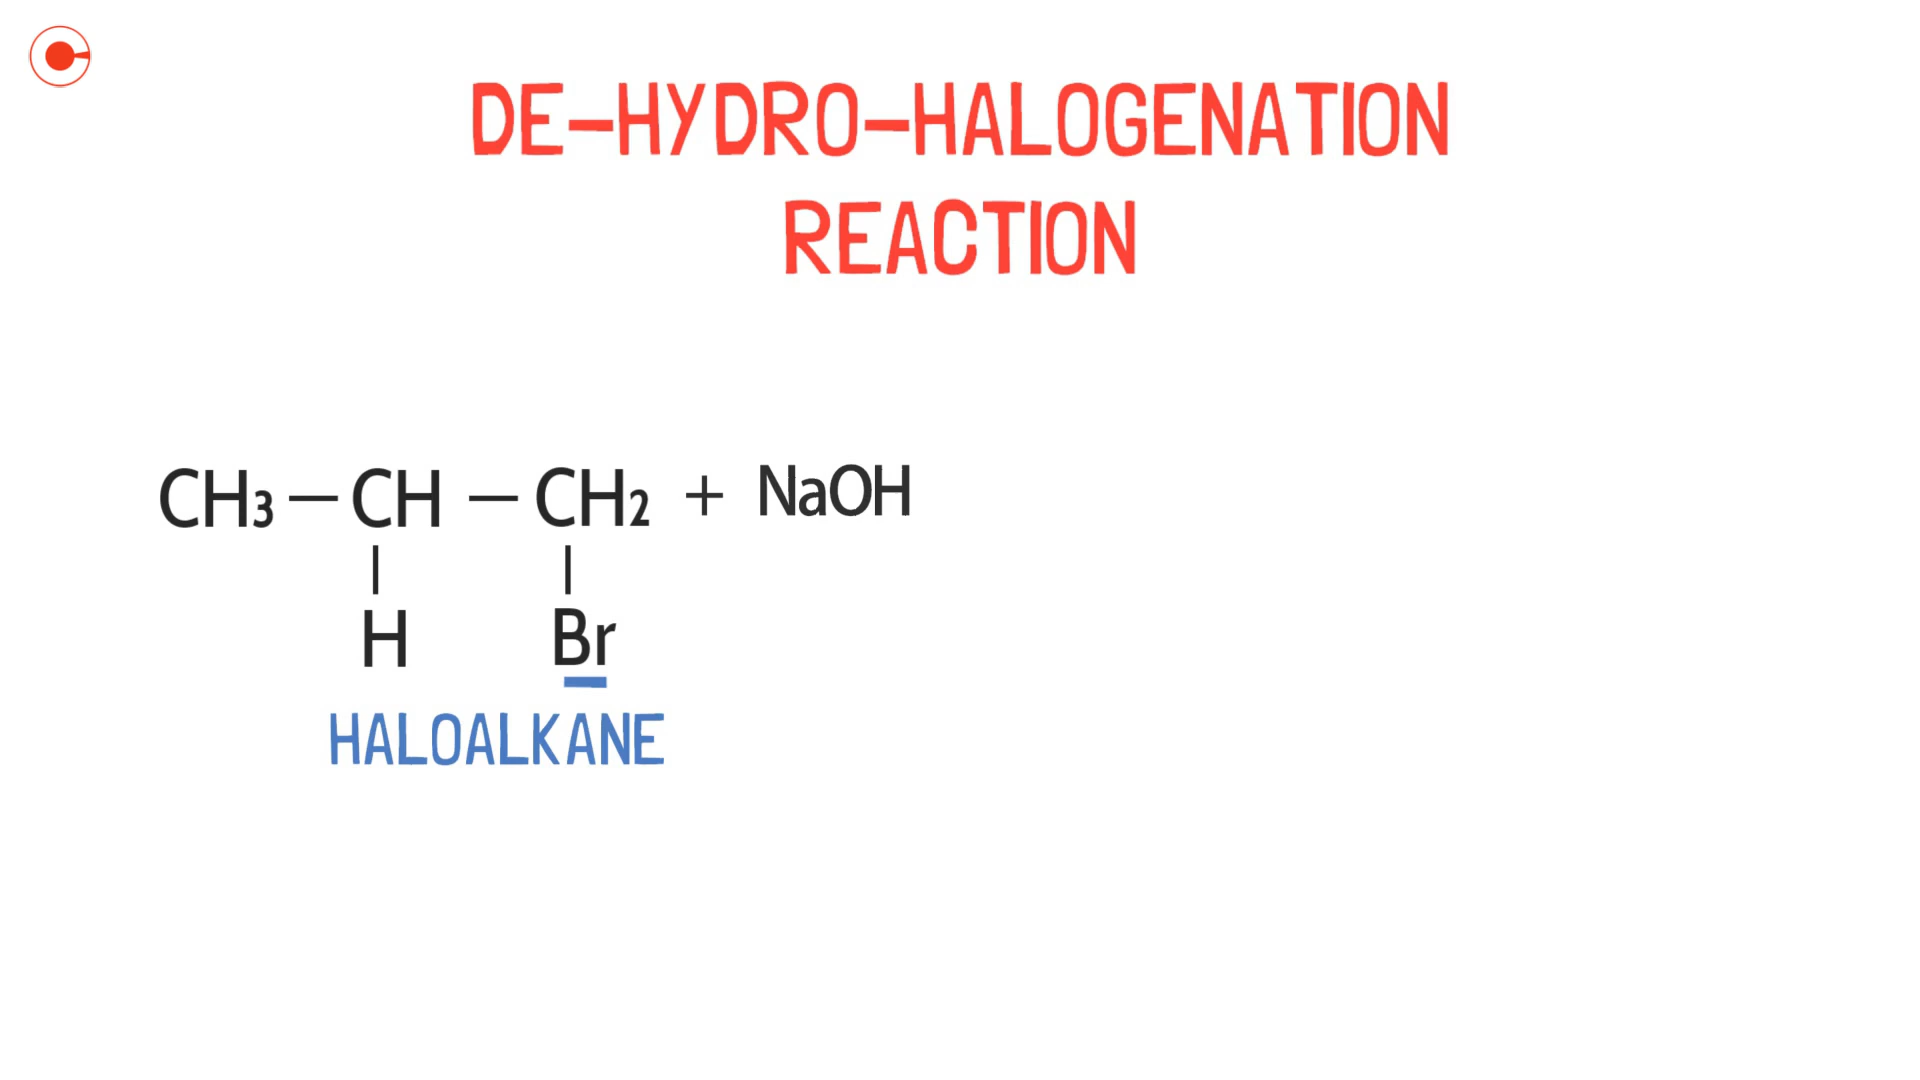 DE-HYDRO-HALOGENATION
REACTION
CH₃ — CH — CH₂ + NaOH
H Br
HALOALKANE